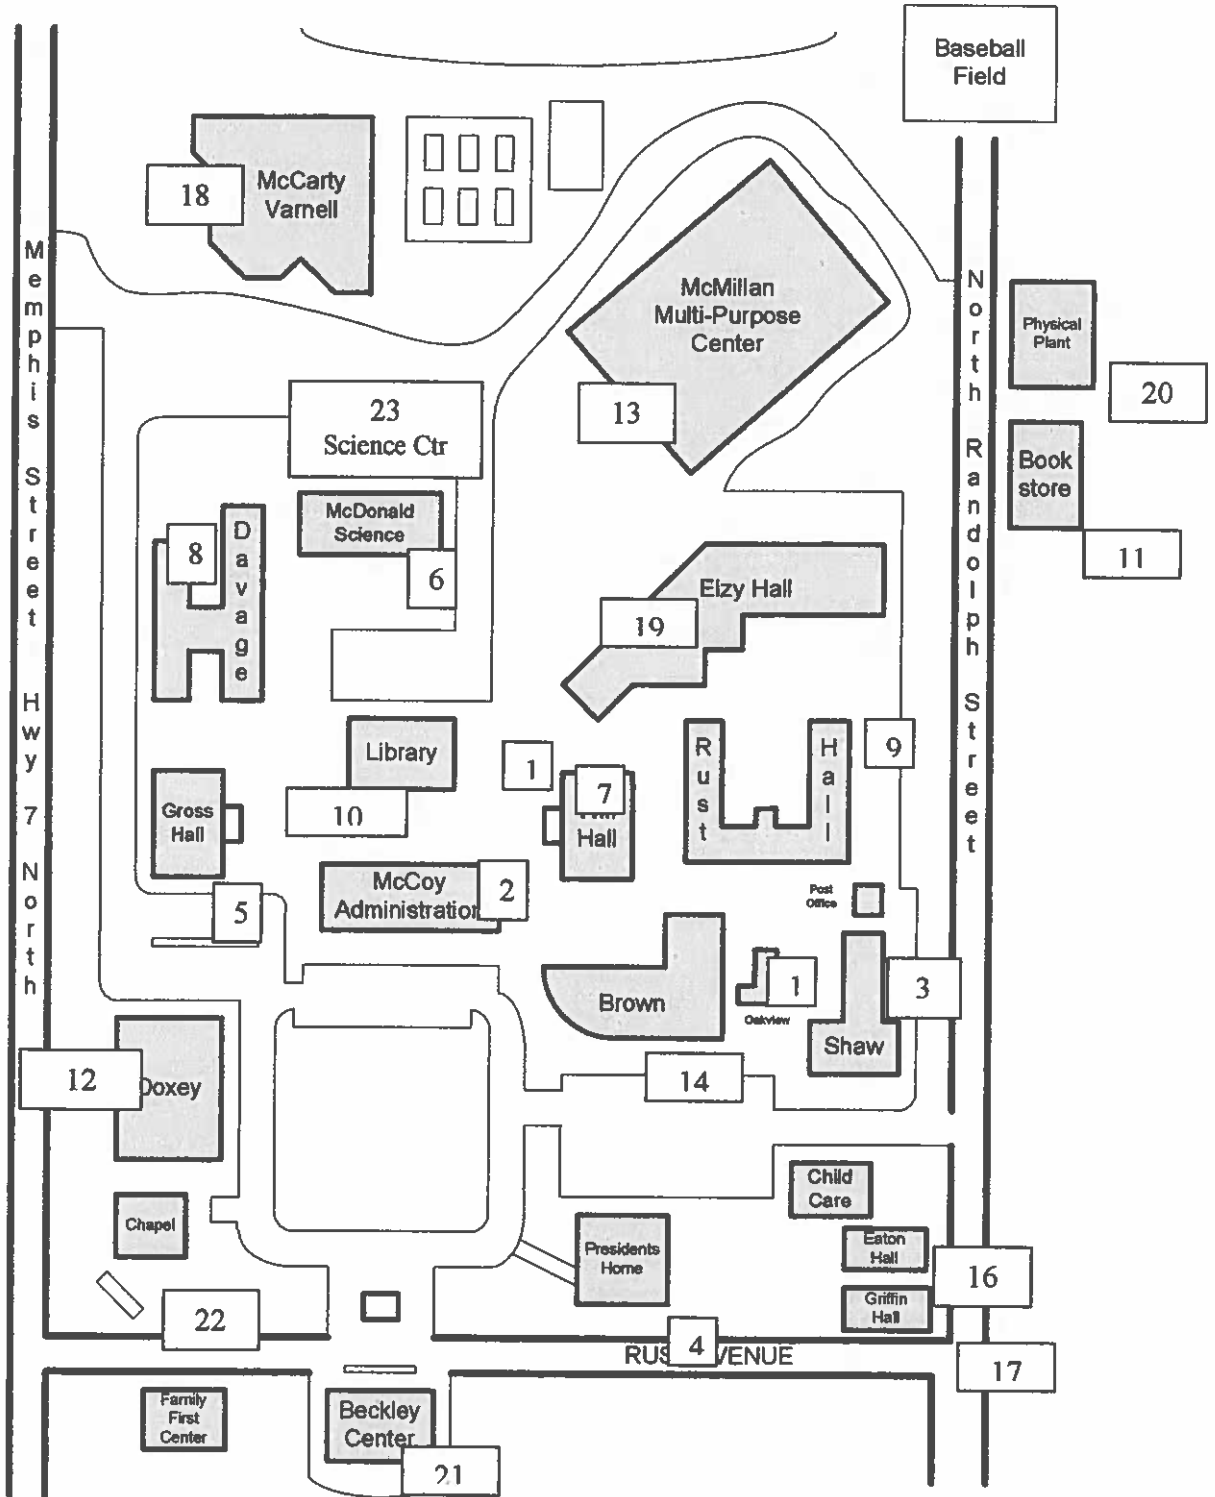 Baseball
Field
McCarty
Varnell
18
McMillan
Multi-Purpose
Center
13
Memphis Street Hwy 7 North
North Randolph Street
Physical
Plant
20
23
Science Ctr
Book
store
11
McDonald
Science
6
Davage
8
Elzy Hall
19
Library
10
1
7
Hall
Rust Hall
9
Gross
Hall
5
McCoy
Administration
2
Post
Office
Brown
1
Oakview
3
Shaw
12
Doxey
14
Child
Care
Chapel
Presidents
Home
Eaton
Hall
16
Griffin
Hall
22
4
RUS VENUE
17
Family
First
Center
Beckley
Center
21